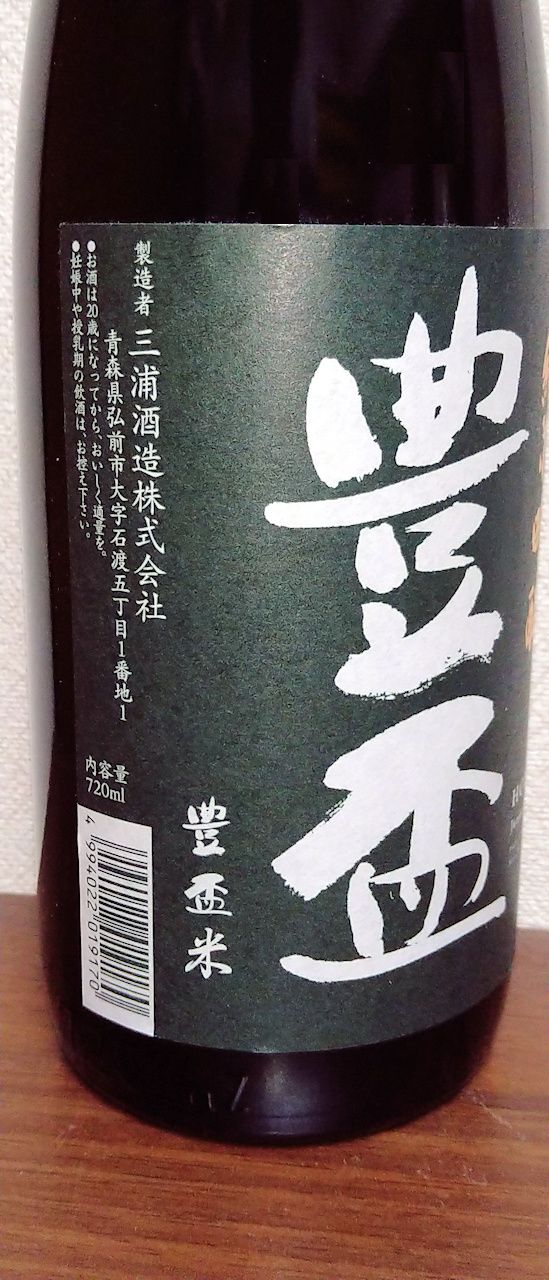 豊盃
豊盃米
製造者 三浦酒造株式会社
青森県弘前市大字石渡五丁目1番地1
●お酒は20歳になってから、おいしく適量を。
●妊娠中や授乳期の飲酒は、お控え下さい。
内容量
720ml
4 994022 019170